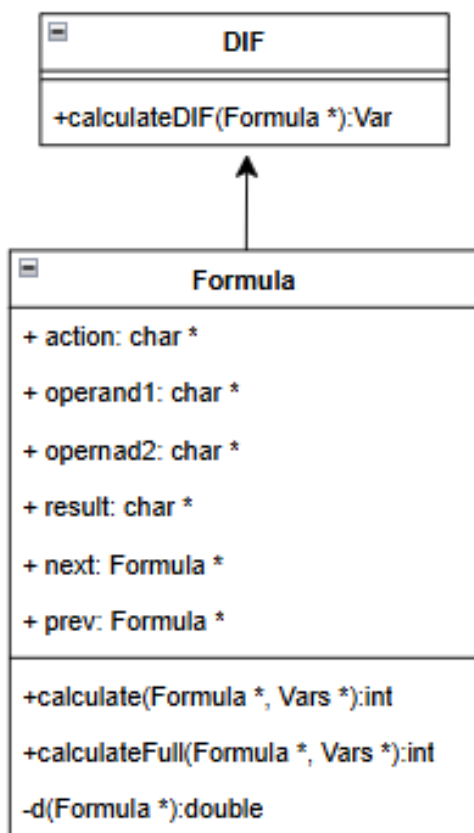 DIF
+calculateDIF(Formula *):Var
Formula
+ action: char *
+ operand1: char *
+ opernad2: char *
+ result: char *
+ next: Formula *
+ prev: Formula *
+calculate(Formula *, Vars *):int
+calculateFull(Formula *, Vars *):int
-d(Formula *):double